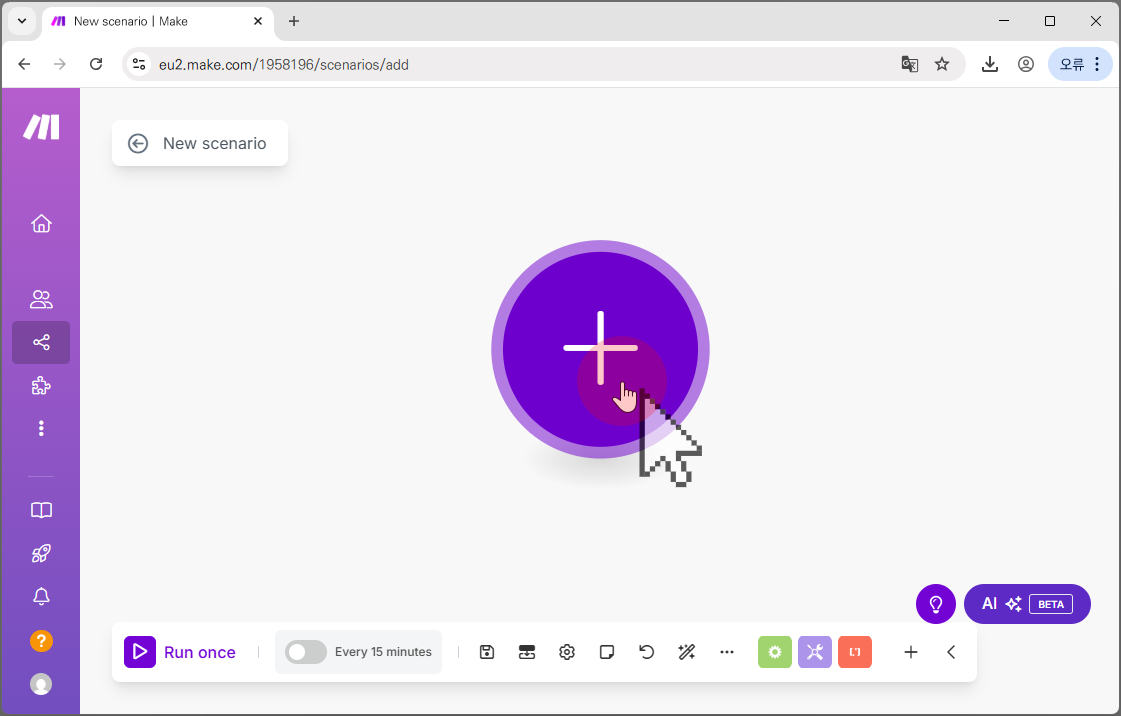 New scenario | Make
eu2.make.com/1958196/scenarios/add
오류
New scenario
AI BETA
?
Run once
Every 15 minutes